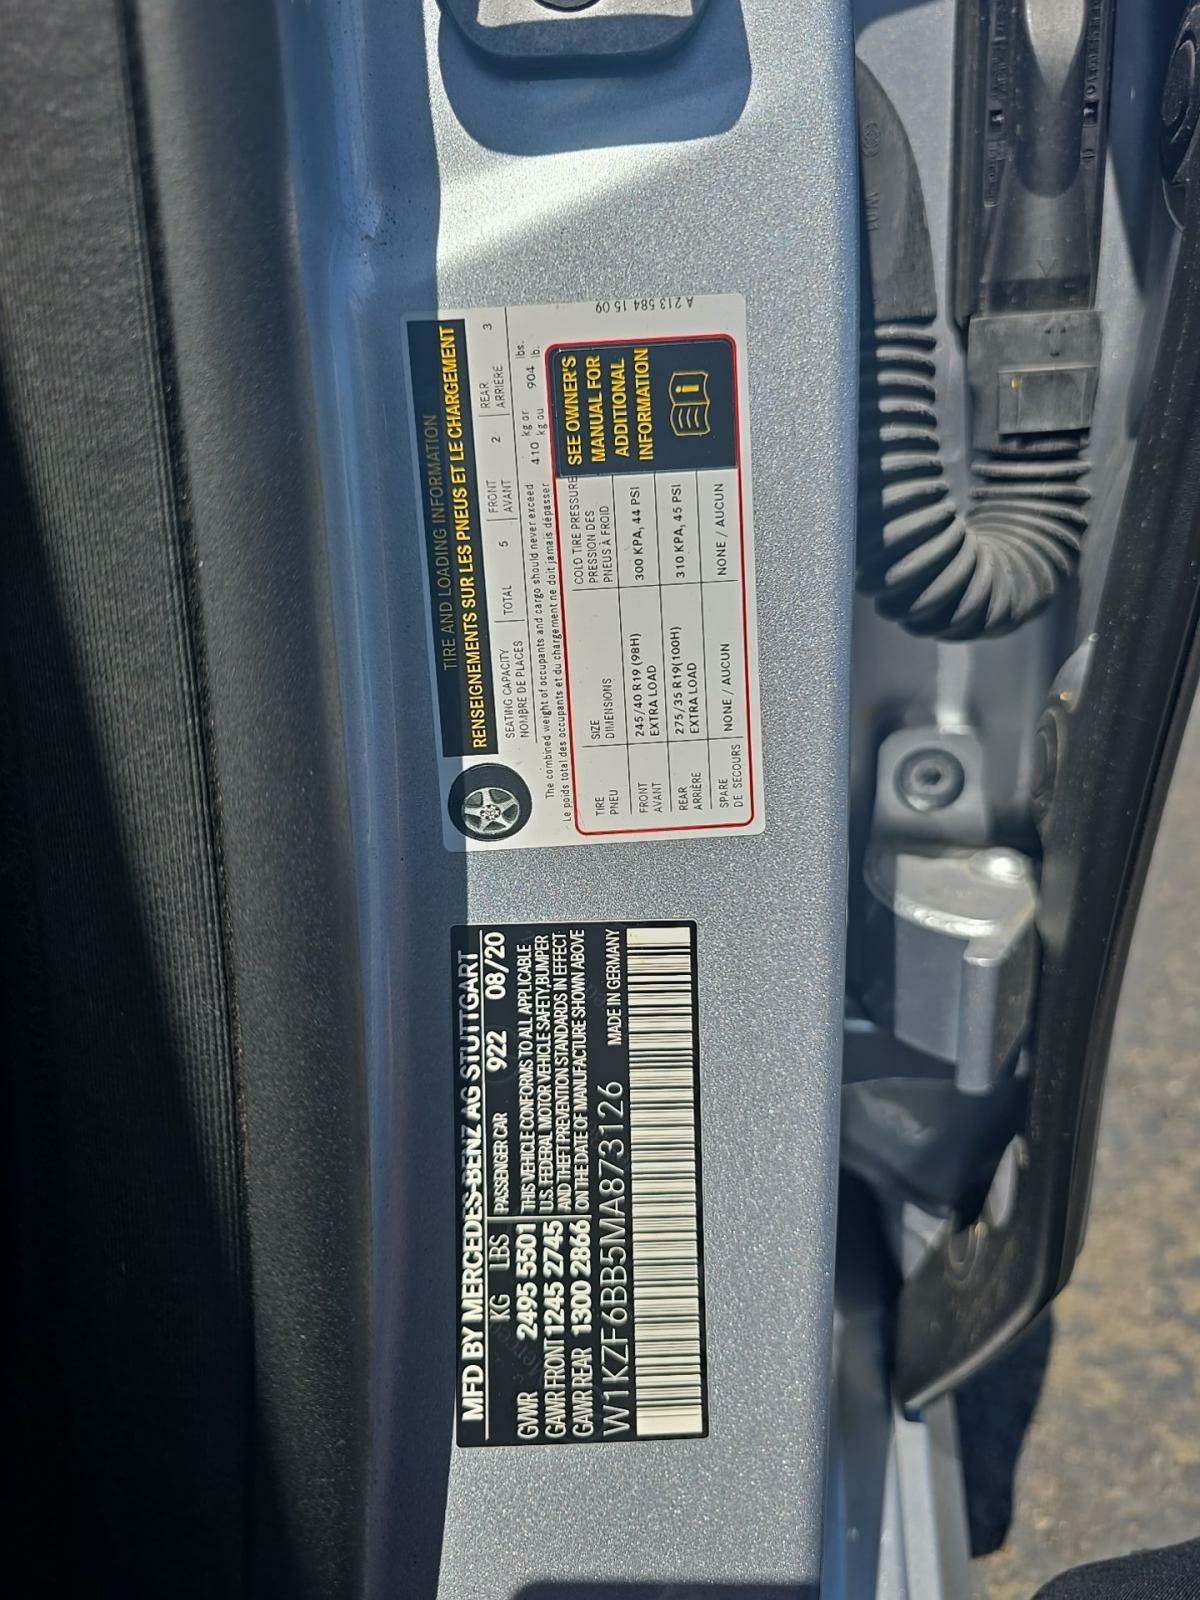 TIRE AND LOADING INFORMATION
RENSEIGNEMENTS SUR LES PNEUS ET LE CHARGEMENT
SEATING CAPACITY TOTAL 5 FRONT 2 REAR 3
NOMBRE DE PLACES AVANT ARRIÈRE
The combined weight of occupants and cargo should never exceed 410 kg or 904 lbs.
Le poids total des occupants et du chargement ne doit jamais dépasser kg ou lb.
TIRE SIZE COLD TIRE PRESSURE
PNEU DIMENSIONS PRESSION DES
PNEUS À FROID
FRONT 245/40 R19 (98H) 300 KPA, 44 PSI
AVANT EXTRA LOAD
REAR 275/35 R19(100H) 310 KPA, 45 PSI
ARRIÈRE EXTRA LOAD
SPARE NONE / AUCUN NONE / AUCUN
DE SECOURS
SEE OWNER'S
MANUAL FOR
ADDITIONAL
INFORMATION
A 213 584 15 09
MFD BY MERCEDES-BENZ AG STUTTGART
KG LBS PASSENGER CAR 922 08/20
GVWR 2495 5501 THIS VEHICLE CONFORMS TO ALL APPLICABLE
GAWR FRONT 1245 2745 U.S. FEDERAL MOTOR VEHICLE SAFETY,BUMPER
GAWR REAR 1300 2866 AND THEFT PREVENTION STANDARDS IN EFFECT
ON THE DATE OF MANUFACTURE SHOWN ABOVE
W1KZF6BB5MA873126 MADE IN GERMANY